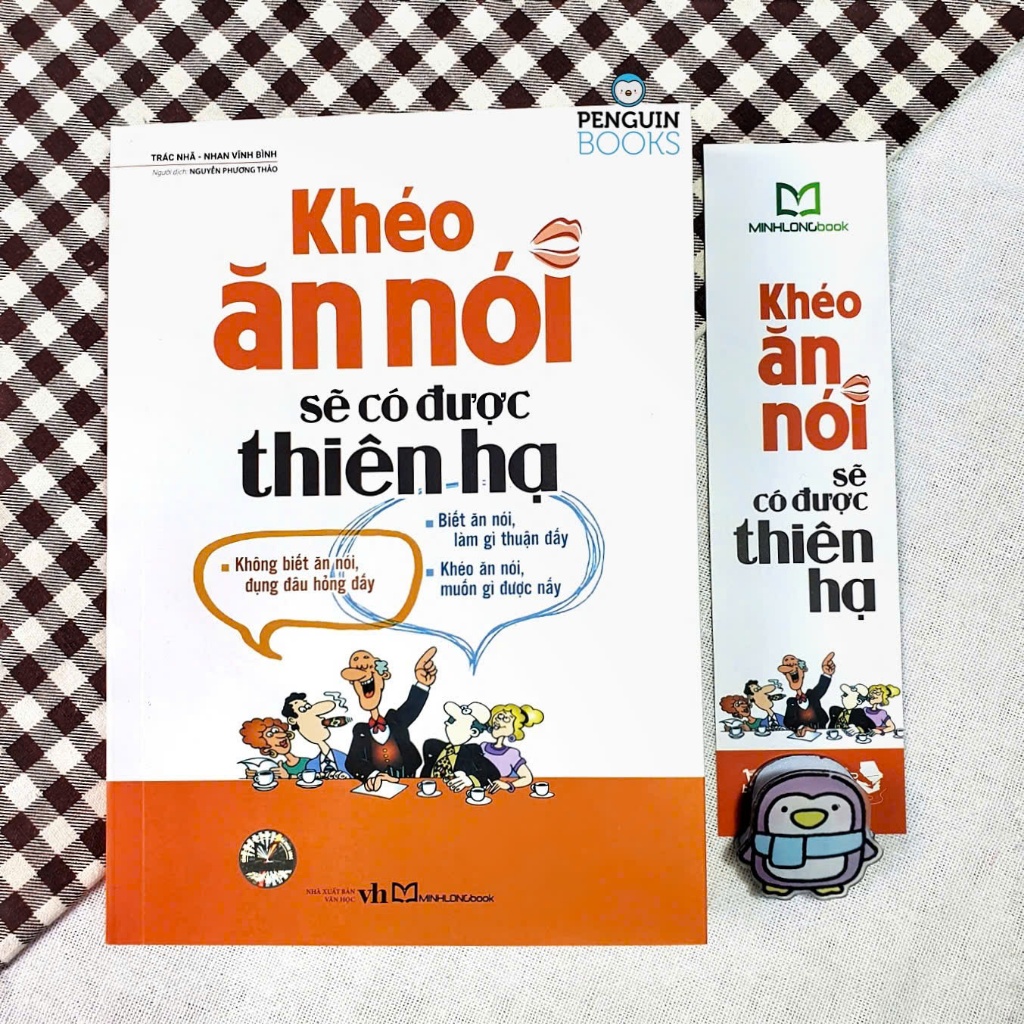 PENGUIN
BOOKS
TRÁC NHÃ - NHAN VĨNH BÌNH
Người dịch: NGUYỄN PHƯƠNG THẢO
Khéo
ăn nói
sẽ có được
thiên hạ
Biết ăn nói,
làm gì thuận đấy
Khéo ăn nói,
muốn gì được nấy
Không biết ăn nói,
đụng đâu hỏng đấy
NHÀ XUẤT BẢN
VĂN HỌC
vh
MINHLONGbook
MINHLONGbook
Khéo
ăn
nói
sẽ
có được
thiên
hạ